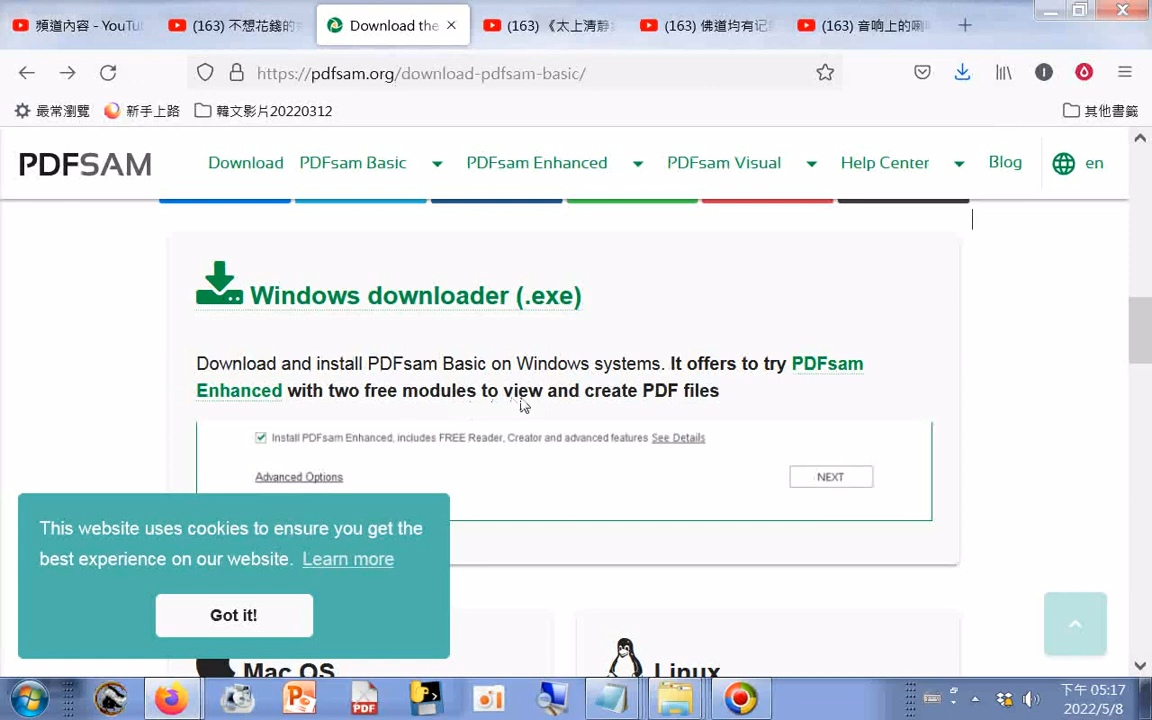 頻道內容 - YouTu
(163) 不想花錢的
Download the
(163) 《太上清靜
(163) 佛道均有记
(163) 音响上的喇
https://pdfsam.org/download-pdfsam-basic/
最常瀏覽
新手上路
韓文影片20220312
其他書籤
PDFSAM
Download
PDFsam Basic
PDFsam Enhanced
PDFsam Visual
Help Center
Blog
en
Windows downloader (.exe)
Download and install PDFsam Basic on Windows systems. It offers to try PDFsam
Enhanced with two free modules to view and create PDF files
Install PDFsam Enhanced, includes FREE Reader, Creator and advanced features See Details
Advanced Options
NEXT
This website uses cookies to ensure you get the
best experience on our website. Learn more
Got it!
Mac OS
Linux
PDF
下午 05:17
2022/5/8